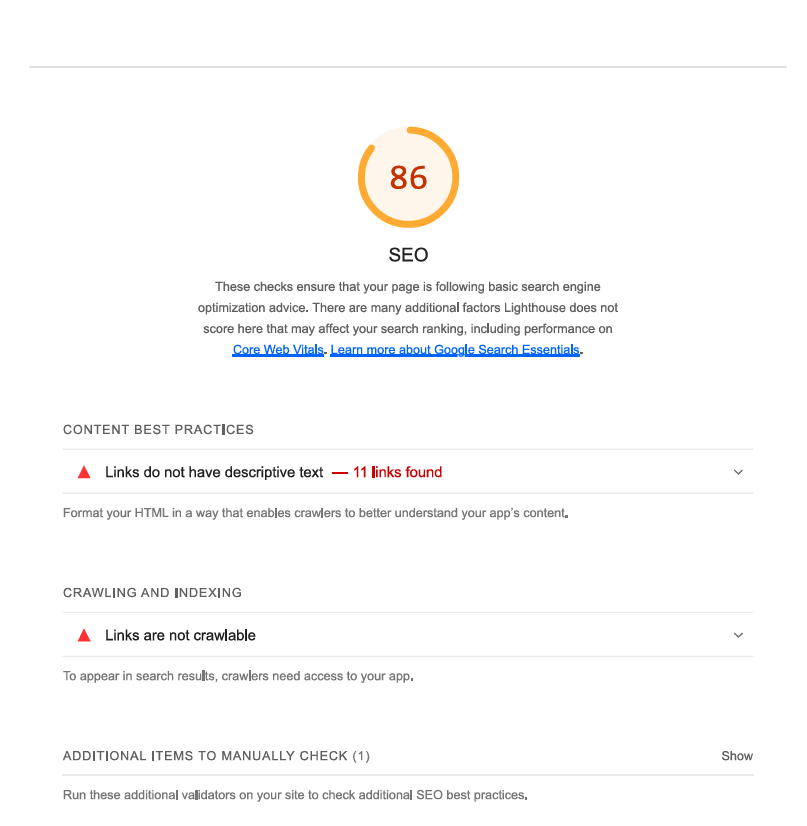 86
SEO
These checks ensure that your page is following basic search engine
optimization advice. There are many additional factors Lighthouse does not
score here that may affect your search ranking, including performance on
Core Web Vitals. Learn more about Google Search Essentials.
CONTENT BEST PRACTICES
Links do not have descriptive text — 11 links found
Format your HTML in a way that enables crawlers to better understand your app's content.
CRAWLING AND INDEXING
Links are not crawlable
To appear in search results, crawlers need access to your app.
ADDITIONAL ITEMS TO MANUALLY CHECK (1) Show
Run these additional validators on your site to check additional SEO best practices.